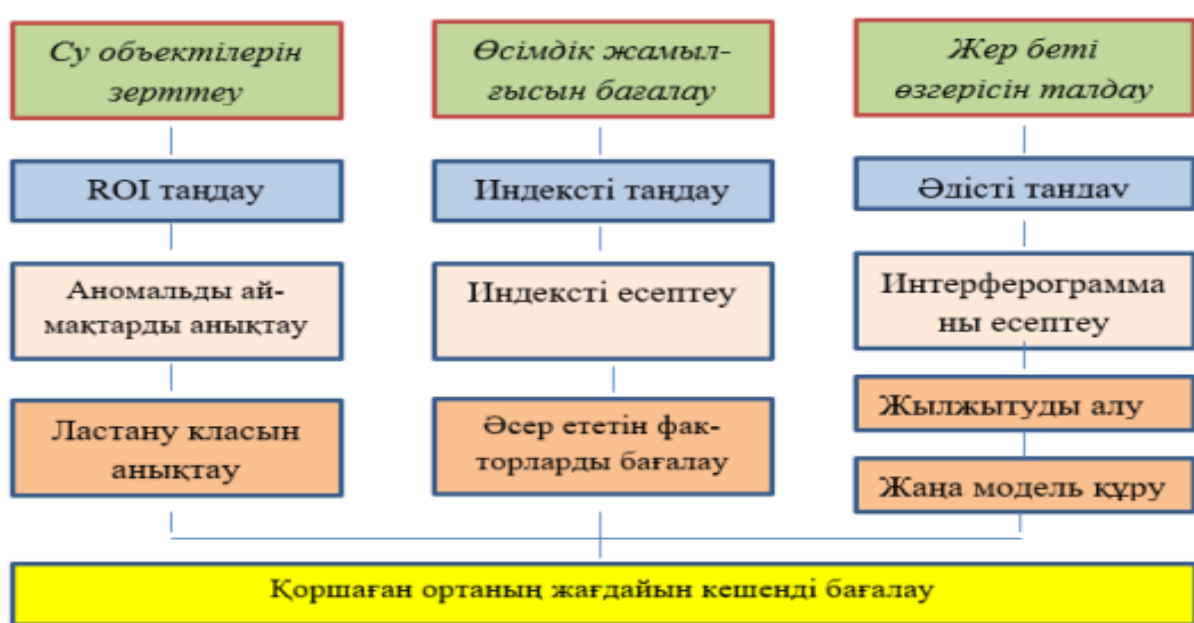 Су объектілерін
зерттеу
ROI таңдау
Аномальды ай-
мақтарды анықтау
Ластану класын
анықтау
Өсімдік жамыл-
ғысын бағалау
Индексті таңдау
Индексті есептеу
Әсер ететін фак-
торларды бағалау
Жер беті
өзгерісін талдау
Әдісті таңдау
Интерферограмма
ны есептеу
Жылжытуды алу
Жаңа модель құру
Қоршаған ортаның жағдайын кешенді бағалау